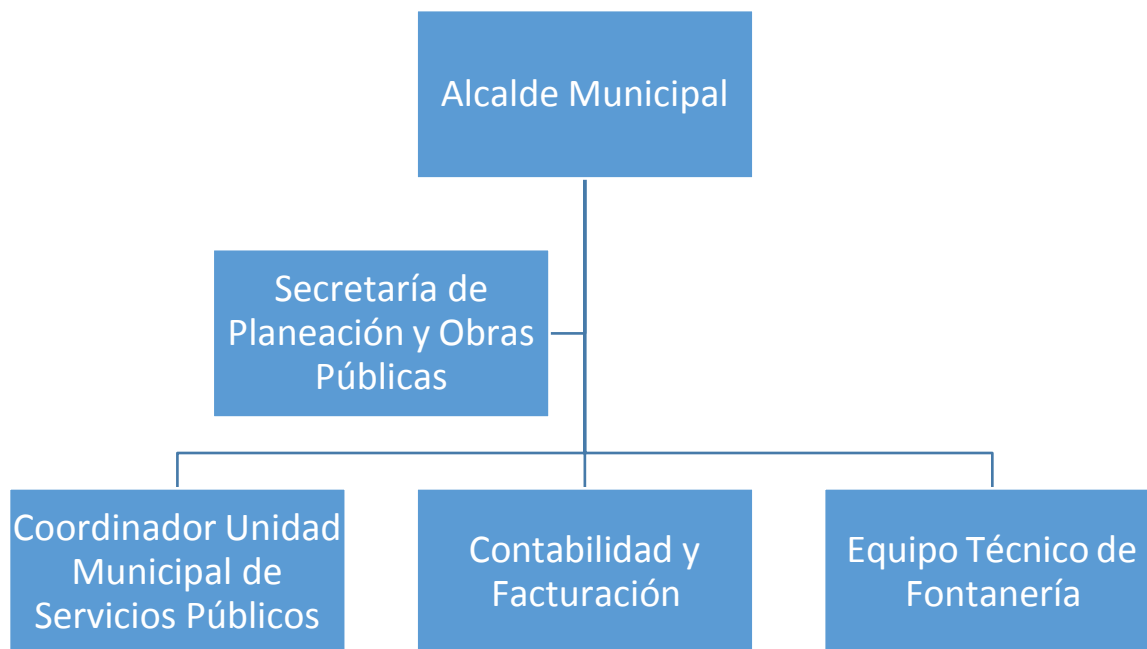 Alcalde Municipal
Secretaría de
Planeación y Obras
Públicas
Coordinador Unidad
Municipal de
Servicios Públicos
Contabilidad y
Facturación
Equipo Técnico de
Fontanería